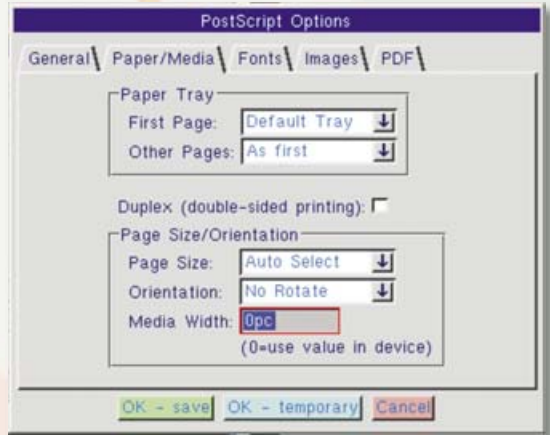 PostScript Options
General Paper/Media Fonts Images PDF
Paper Tray
First Page: Default Tray
Other Pages: As first
Duplex (double-sided printing):
Page Size/Orientation
Page Size: Auto Select
Orientation: No Rotate
Media Width: 0pc
(0=use value in device)
OK - save OK - temporary Cancel